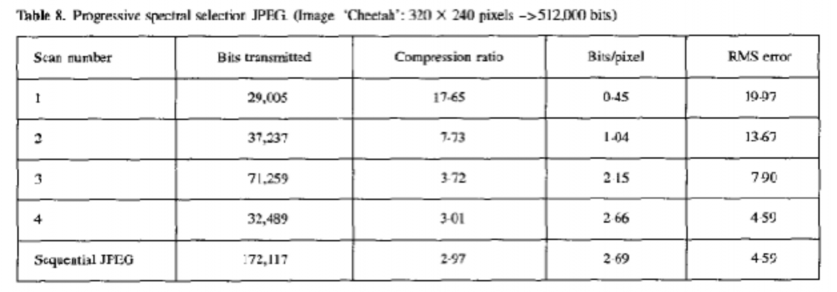 Table 8. Progressive spectral selection JPEG. (Image 'Cheetah': 320 × 240 pixels –>512,000 bits)
Scan number Bits transmitted Compression ratio Bits/pixel RMS error
1 29,005 17·65 0·45 19·97
2 37,237 7·73 1·04 13·67
3 71,259 3·72 2·15 7·90
4 32,489 3·01 2·66 4·59
Sequential JPEG 172,117 2·97 2·69 4·59